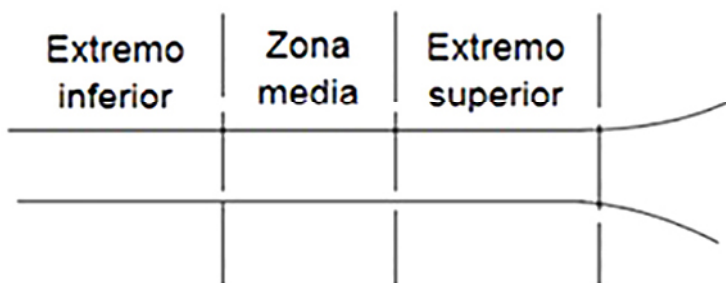 Extremo
inferior
Zona
media
Extremo
superior